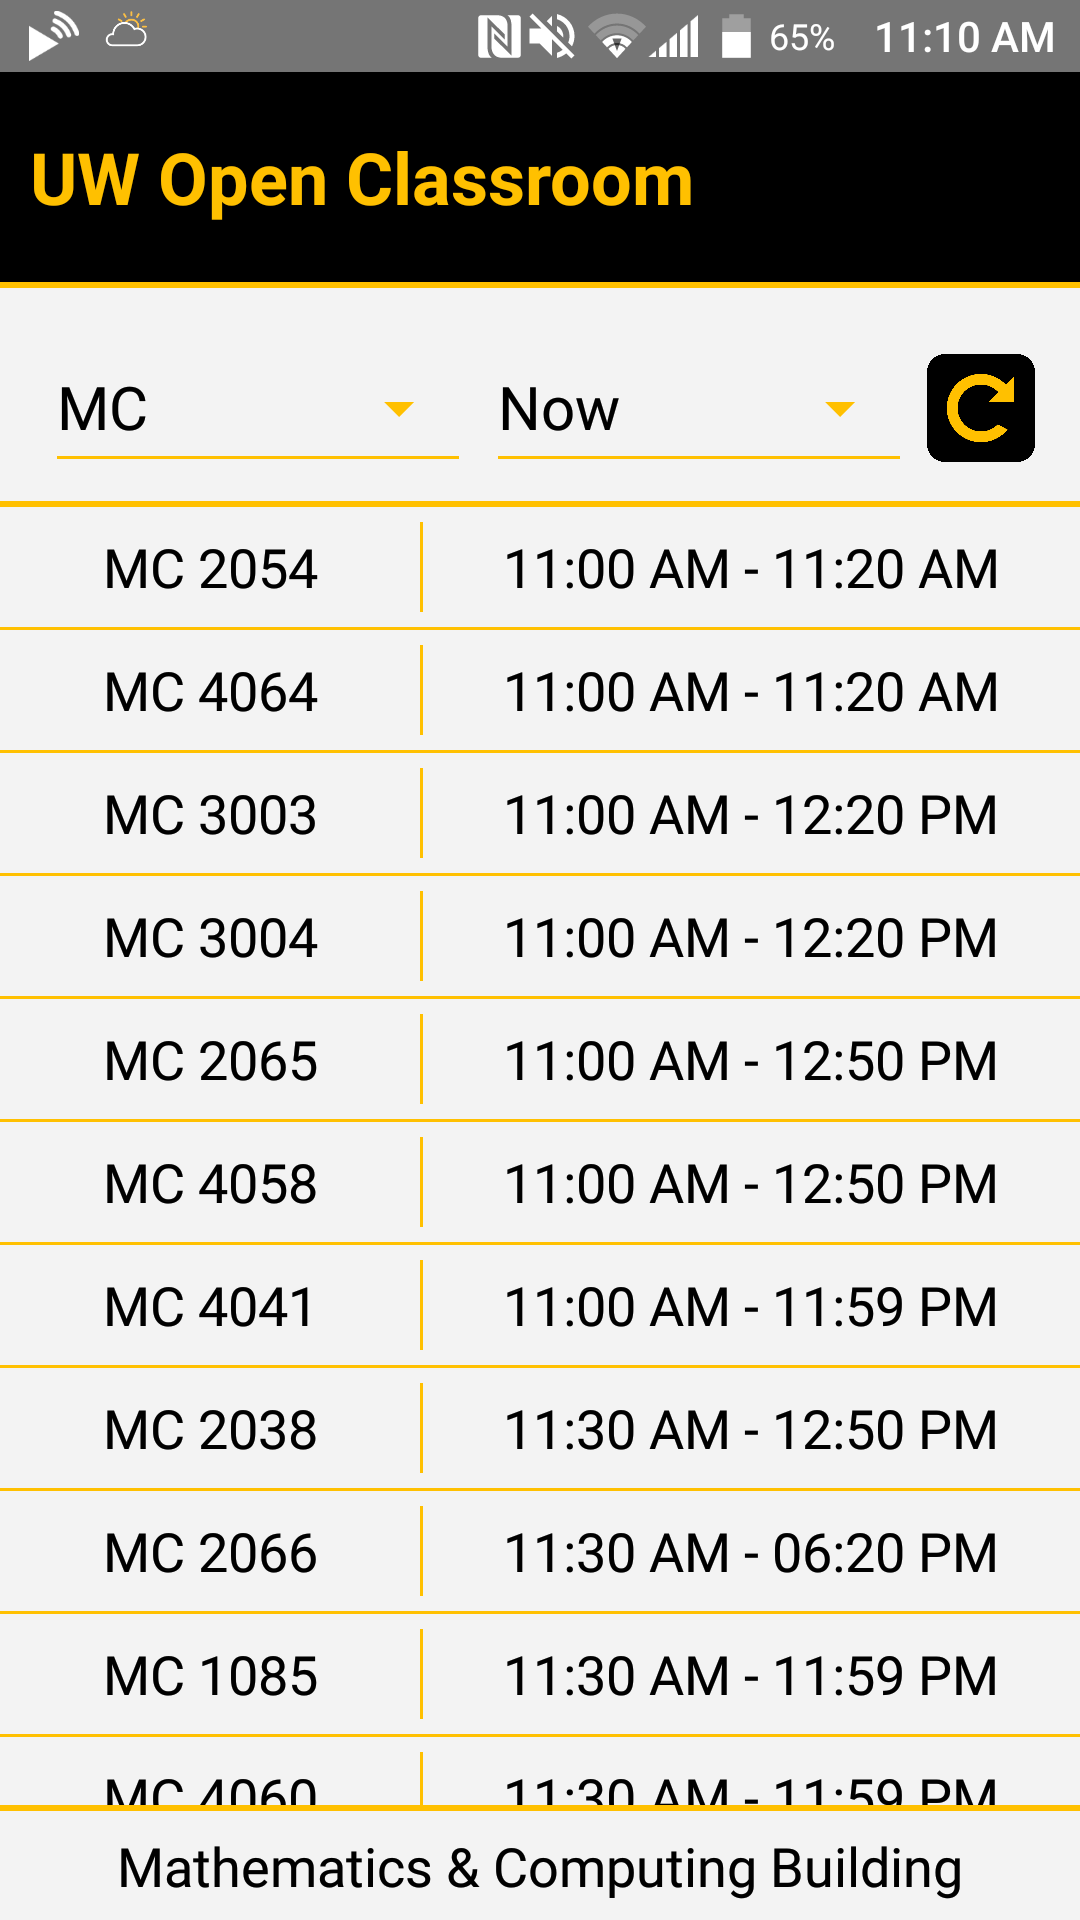 65% 11:10 AM
UW Open Classroom
MC Now
MC 2054 11:00 AM - 11:20 AM
MC 4064 11:00 AM - 11:20 AM
MC 3003 11:00 AM - 12:20 PM
MC 3004 11:00 AM - 12:20 PM
MC 2065 11:00 AM - 12:50 PM
MC 4058 11:00 AM - 12:50 PM
MC 4041 11:00 AM - 11:59 PM
MC 2038 11:30 AM - 12:50 PM
MC 2066 11:30 AM - 06:20 PM
MC 1085 11:30 AM - 11:59 PM
MC 4060 11:30 AM - 11:59 PM
Mathematics & Computing Building